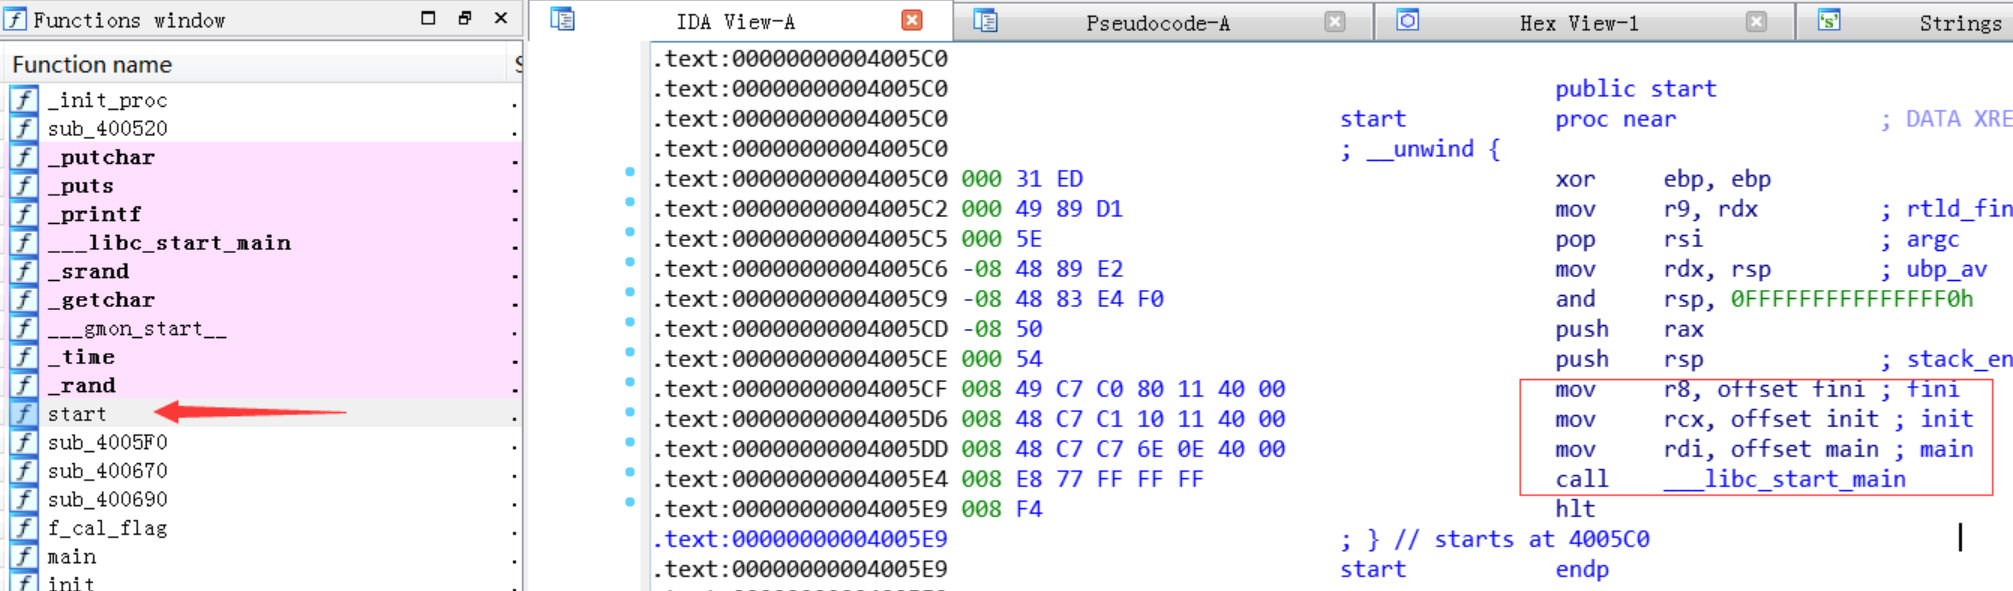 Functions window
Function name
_init_proc
sub_400520
_putchar
_puts
_printf
___libc_start_main
_srand
_getchar
___gmon_start__
_time
_rand
start
sub_4005F0
sub_400670
sub_400690
f_cal_flag
main
init
IDA View-A
Pseudocode-A
Hex View-1
Strings
.text:00000000004005C0
.text:00000000004005C0 public start
.text:00000000004005C0 start proc near ; DATA XRE
.text:00000000004005C0 ; __unwind {
.text:00000000004005C0 000 31 ED xor ebp, ebp
.text:00000000004005C2 000 49 89 D1 mov r9, rdx ; rtld_fin
.text:00000000004005C5 000 5E pop rsi ; argc
.text:00000000004005C6 -08 48 89 E2 mov rdx, rsp ; ubp_av
.text:00000000004005C9 -08 48 83 E4 F0 and rsp, 0FFFFFFFFFFFFFFF0h
.text:00000000004005CD -08 50 push rax
.text:00000000004005CE 000 54 push rsp ; stack_en
.text:00000000004005CF 008 49 C7 C0 80 11 40 00 mov r8, offset fini ; fini
.text:00000000004005D6 008 48 C7 C1 10 11 40 00 mov rcx, offset init ; init
.text:00000000004005DD 008 48 C7 C7 6E 0E 40 00 mov rdi, offset main ; main
.text:00000000004005E4 008 E8 77 FF FF FF call ___libc_start_main
.text:00000000004005E9 008 F4 hlt
.text:00000000004005E9 ; } // starts at 4005C0
.text:00000000004005E9 start endp